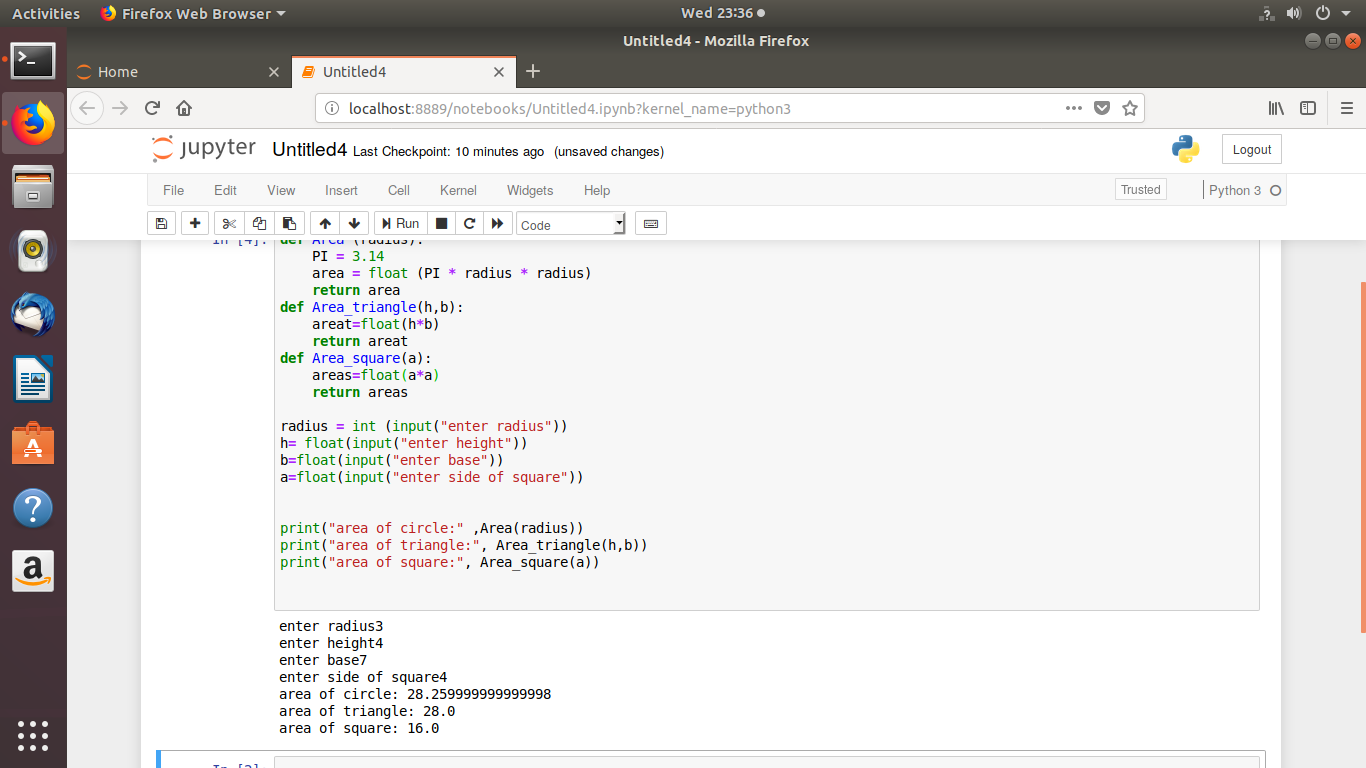 Activities Firefox Web Browser Wed 23:36
Untitled4 - Mozilla Firefox
Home Untitled4
localhost:8889/notebooks/Untitled4.ipynb?kernel_name=python3
jupyter Untitled4 Last Checkpoint: 10 minutes ago (unsaved changes) Logout
File Edit View Insert Cell Kernel Widgets Help Trusted Python 3
Run Code
In [4]: def Area (radius):
    PI = 3.14
    area = float (PI * radius * radius)
    return area
def Area_triangle(h,b):
    areat=float(h*b)
    return areat
def Area_square(a):
    areas=float(a*a)
    return areas
radius = int (input("enter radius"))
h= float(input("enter height"))
b=float(input("enter base"))
a=float(input("enter side of square"))
print("area of circle:" ,Area(radius))
print("area of triangle:", Area_triangle(h,b))
print("area of square:", Area_square(a))
enter radius3
enter height4
enter base7
enter side of square4
area of circle: 28.259999999999998
area of triangle: 28.0
area of square: 16.0